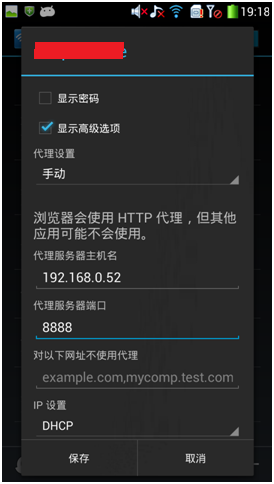 19:18
显示密码
显示高级选项
代理设置
手动
浏览器会使用 HTTP 代理，但其他
应用可能不会使用。
代理服务器主机名
192.168.0.52
代理服务器端口
8888
对以下网址不使用代理
example.com,mycomp.test.com
IP 设置
DHCP
保存
取消